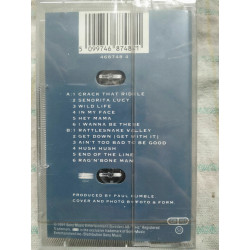 5 099746 874841
468748 4
A: 1 CRACK THAT RIDDLE
2 SENORITA LUCY
3 WILD LIFE
4 IN MY FACE
5 HEY MAMA
6 I WANNA BE THERE
B: 1 RATTLESNAKE VALLEY
2 GET DOWN (GET WITH IT)
3 AIN'T TOO BAD TO BE GOOD
4 HUSH HUSH
5 END OF THE LINE
6 RAG'N'BONE MAN
PRODUCED BY PAUL
COVER AND PHOTO BY FOTO & FORM